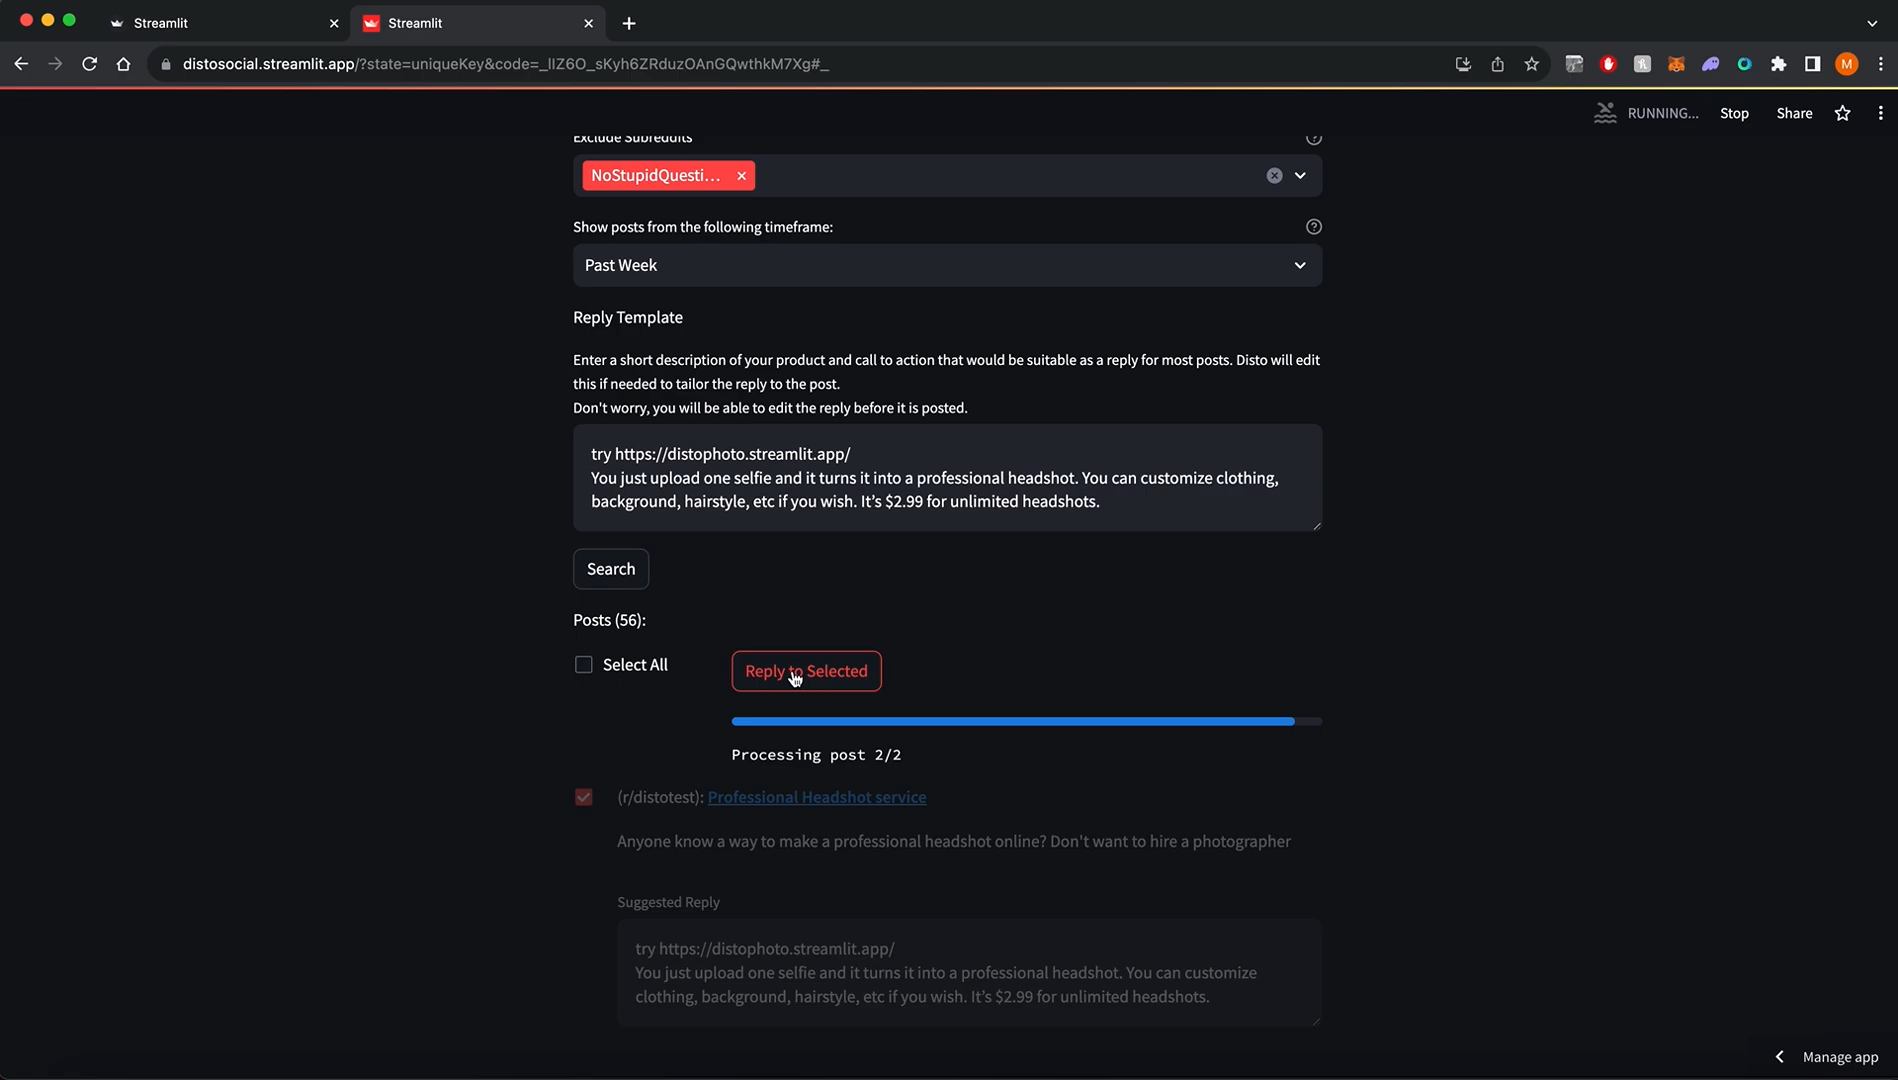 Streamlit
Streamlit
distosocial.streamlit.app/?state=uniqueKey&code=_lIZ6O_sKyh6ZRduzOAnGQwthkM7Xg#_
M
RUNNING...
Stop
Share
Exclude Subreddits
NoStupidQuesti...
Show posts from the following timeframe:
Past Week
Reply Template
Enter a short description of your product and call to action that would be suitable as a reply for most posts. Disto will edit
this if needed to tailor the reply to the post.
Don't worry, you will be able to edit the reply before it is posted.
try https://distophoto.streamlit.app/
You just upload one selfie and it turns it into a professional headshot. You can customize clothing,
background, hairstyle, etc if you wish. It’s $2.99 for unlimited headshots.
Search
Posts (56):
Select All
Reply to Selected
Processing post 2/2
(r/distotest): Professional Headshot service
Anyone know a way to make a professional headshot online? Don't want to hire a photographer
Suggested Reply
try https://distophoto.streamlit.app/
You just upload one selfie and it turns it into a professional headshot. You can customize
clothing, background, hairstyle, etc if you wish. It’s $2.99 for unlimited headshots.
Manage app